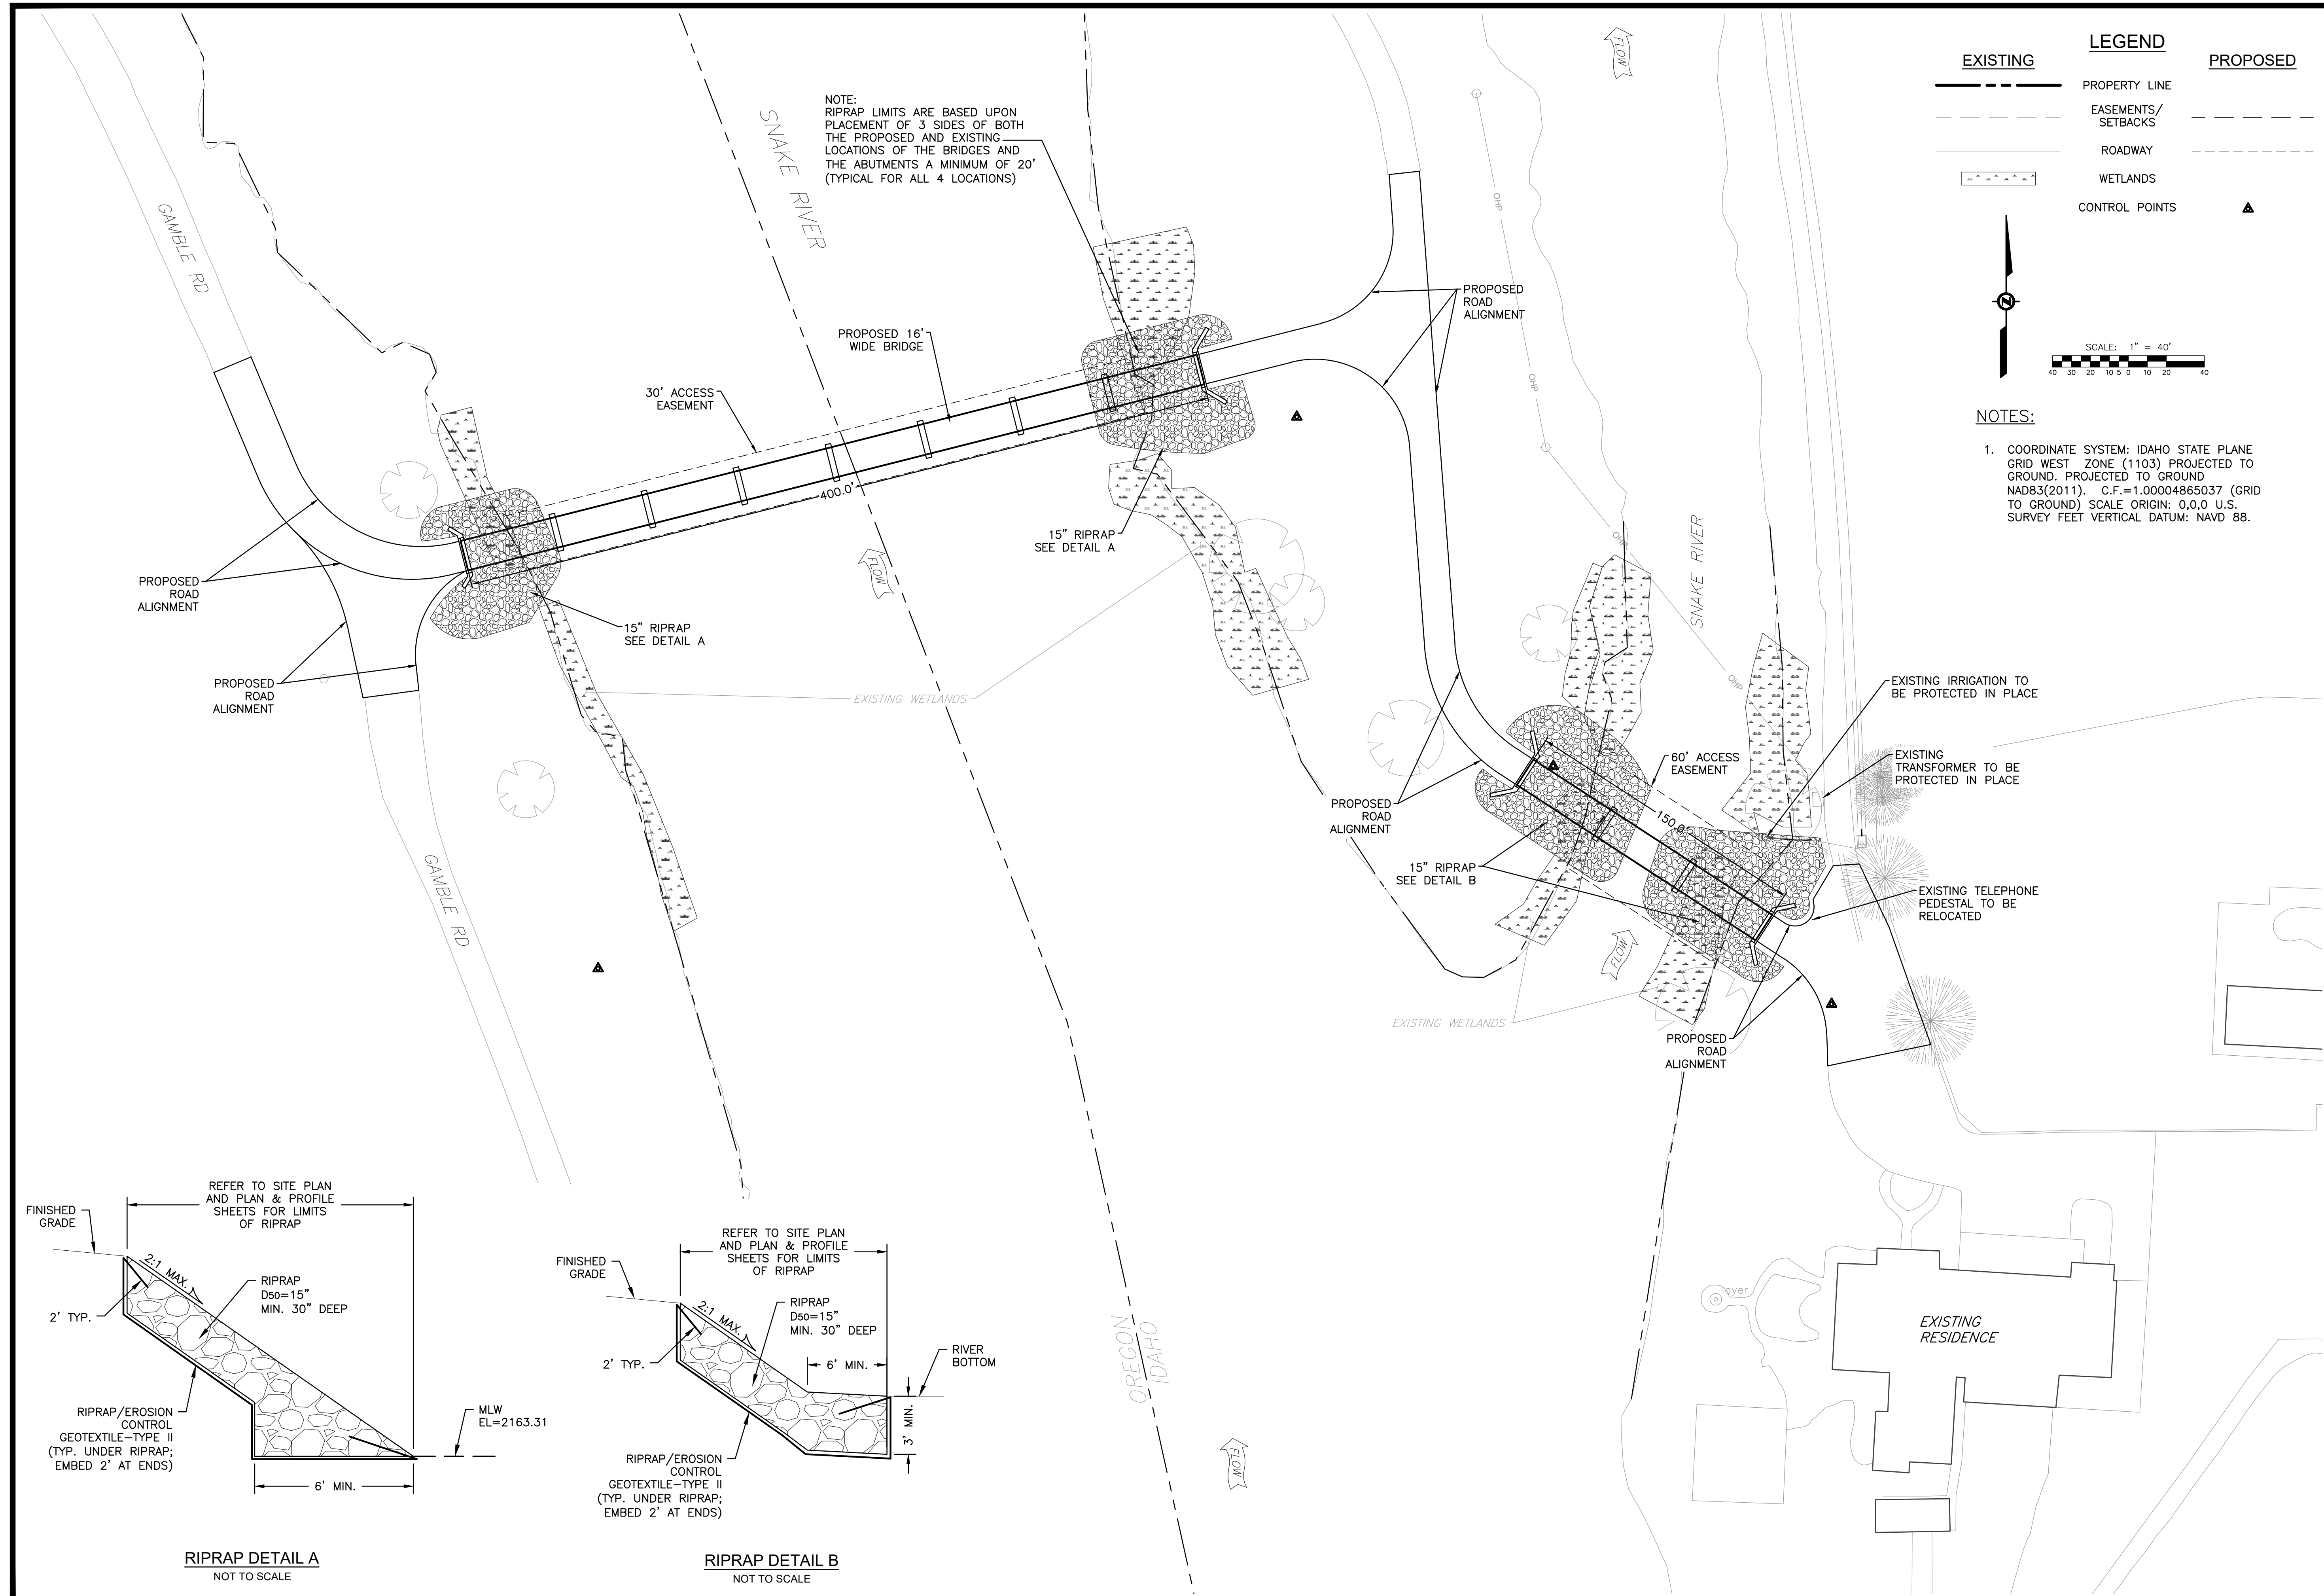 LEGEND
EXISTING
PROPOSED
PROPERTY LINE
EASEMENTS/
SETBACKS
ROADWAY
WETLANDS
CONTROL POINTS
N
SCALE: 1" = 40'
40 30 20 10 5 0 10 20 40
NOTES:
1. COORDINATE SYSTEM: IDAHO STATE PLANE
GRID WEST ZONE (1103) PROJECTED TO
GROUND. PROJECTED TO GROUND
NAD83(2011). C.F.=1.00004865037 (GRID
TO GROUND) SCALE ORIGIN: 0,0,0 U.S.
SURVEY FEET VERTICAL DATUM: NAVD 88.
NOTE:
RIPRAP LIMITS ARE BASED UPON
PLACEMENT OF 3 SIDES OF BOTH
THE PROPOSED AND EXISTING
LOCATIONS OF THE BRIDGES AND
THE ABUTMENTS A MINIMUM OF 20'
(TYPICAL FOR ALL 4 LOCATIONS)
SNAKE RIVER
GAMBLE RD
FLOW
OHP
PROPOSED
ROAD
ALIGNMENT
PROPOSED 16'
WIDE BRIDGE
30' ACCESS
EASEMENT
OHP
400.0'
15" RIPRAP
SEE DETAIL A
OHP
SNAKE RIVER
FLOW
PROPOSED
ROAD
ALIGNMENT
15" RIPRAP
SEE DETAIL A
PROPOSED
ROAD
ALIGNMENT
EXISTING WETLANDS
OHP
EXISTING IRRIGATION TO
BE PROTECTED IN PLACE
60' ACCESS
EASEMENT
EXISTING
TRANSFORMER TO BE
PROTECTED IN PLACE
PROPOSED
ROAD
ALIGNMENT
150.0'
15" RIPRAP
SEE DETAIL B
EXISTING TELEPHONE
PEDESTAL TO BE
RELOCATED
GAMBLE RD
FLOW
EXISTING WETLANDS
PROPOSED
ROAD
ALIGNMENT
OREGON
IDAHO
FLOW
layer
EXISTING
RESIDENCE
REFER TO SITE PLAN
AND PLAN & PROFILE
SHEETS FOR LIMITS
OF RIPRAP
FINISHED
GRADE
2:1 MAX.
RIPRAP
D50=15"
MIN. 30" DEEP
2' TYP.
RIPRAP/EROSION
CONTROL
GEOTEXTILE-TYPE II
(TYP. UNDER RIPRAP;
EMBED 2' AT ENDS)
MLW
EL=2163.31
6' MIN.
RIPRAP DETAIL A
NOT TO SCALE
REFER TO SITE PLAN
AND PLAN & PROFILE
SHEETS FOR LIMITS
OF RIPRAP
FINISHED
GRADE
2:1 MAX.
RIPRAP
D50=15"
MIN. 30" DEEP
2' TYP.
6' MIN.
RIVER
BOTTOM
3' MIN.
RIPRAP/EROSION
CONTROL
GEOTEXTILE-TYPE II
(TYP. UNDER RIPRAP;
EMBED 2' AT ENDS)
RIPRAP DETAIL B
NOT TO SCALE